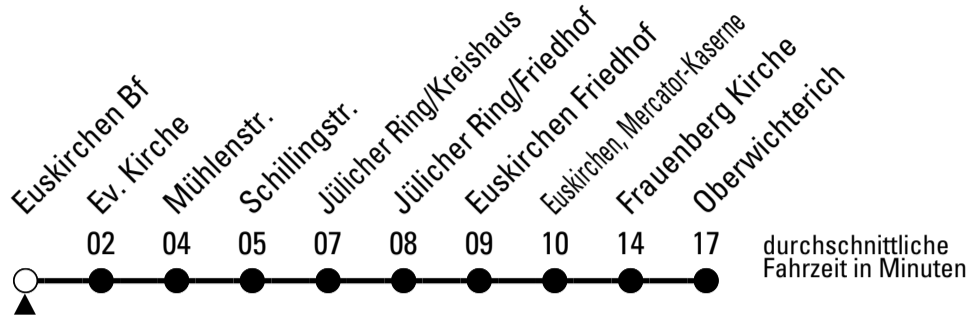 Euskirchen Bf
Ev. Kirche
Mühlenstr.
Schillingstr.
Jülicher Ring/Kreishaus
Jülicher Ring/Friedhof
Euskirchen Friedhof
Euskirchen, Mercator-Kaserne
Frauenberg Kirche
Oberwichterich
02 04 05 07 08 09 10 14 17
durchschnittliche
Fahrzeit in Minuten